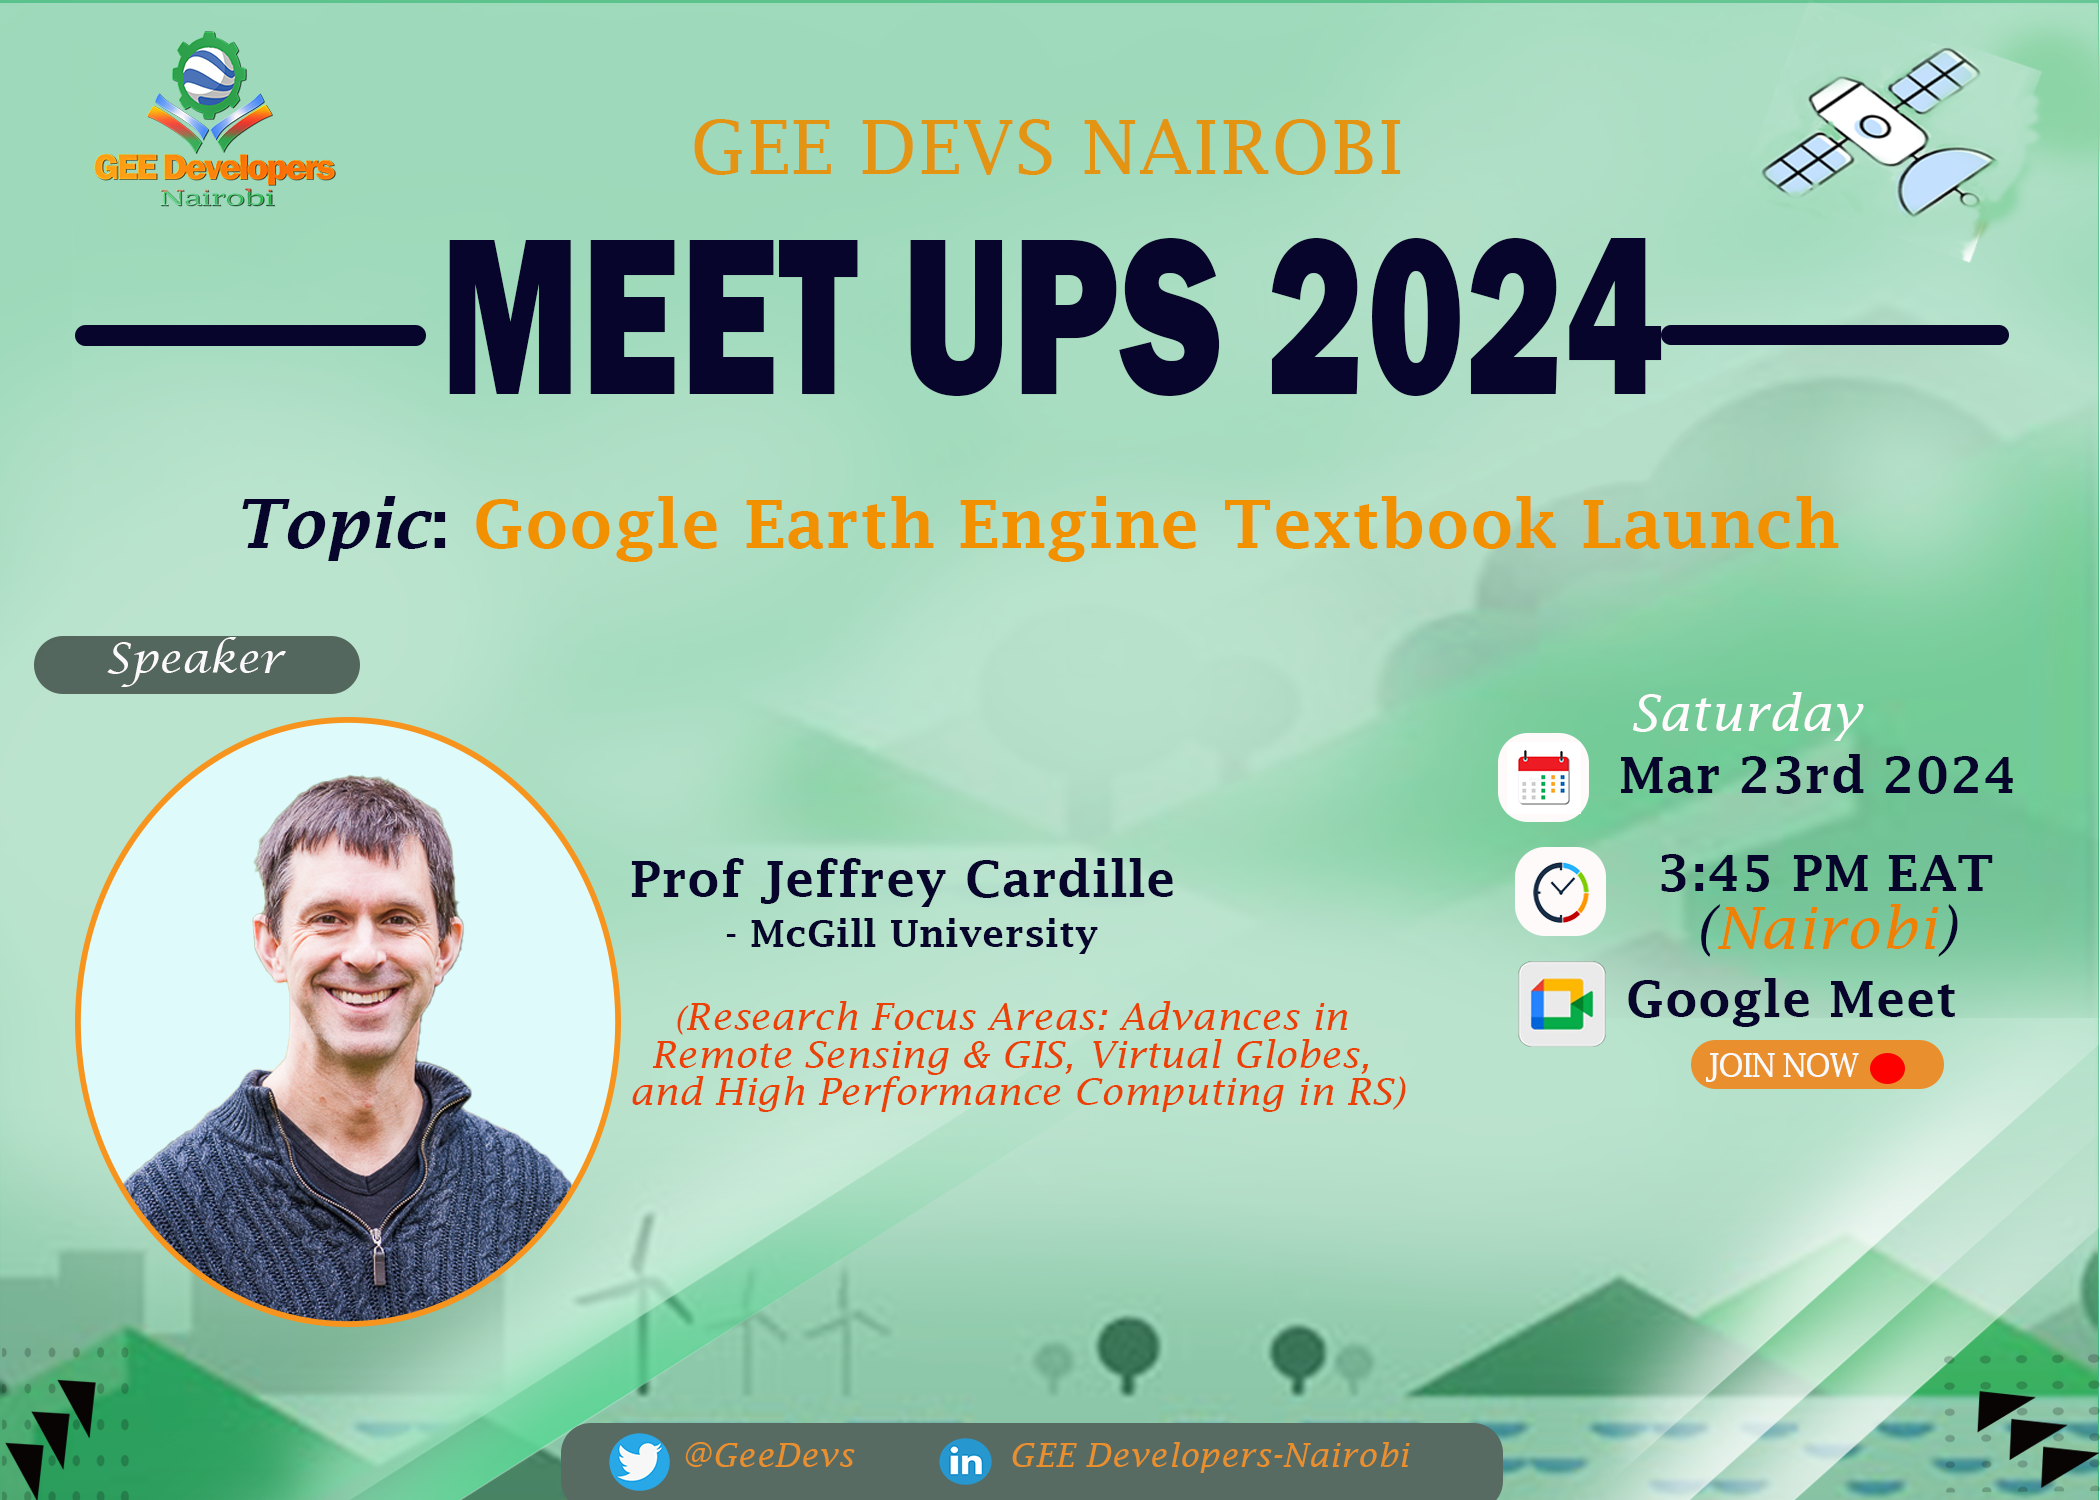 GEE Developers
Nairobi
GEE DEVS NAIROBI
MEET UPS 2024
Topic: Google Earth Engine Textbook Launch
Speaker
Prof Jeffrey Cardille
- McGill University
(Research Focus Areas: Advances in
Remote Sensing & GIS, Virtual Globes,
and High Performance Computing in RS)
Saturday
Mar 23rd 2024
3:45 PM EAT
(Nairobi)
Google Meet
JOIN NOW
@GeeDevs
in
GEE Developers-Nairobi